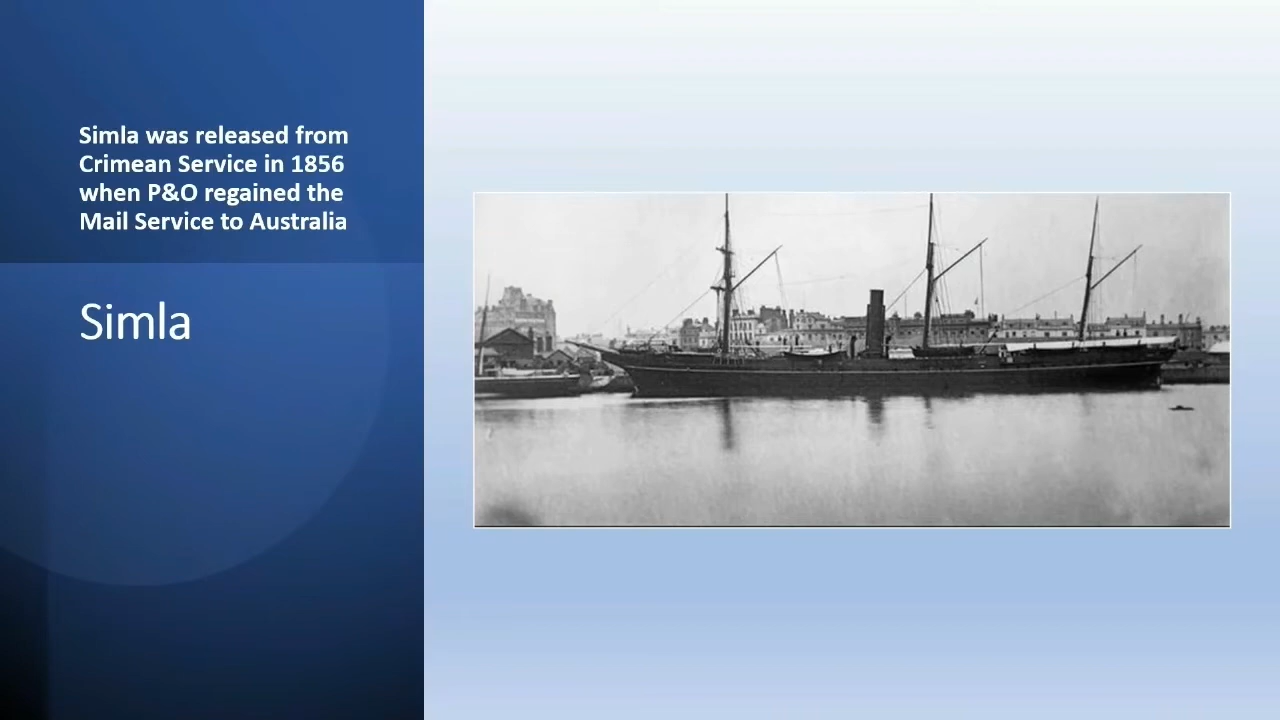 Simla was released from
Crimean Service in 1856
when P&O regained the
Mail Service to Australia
Simla